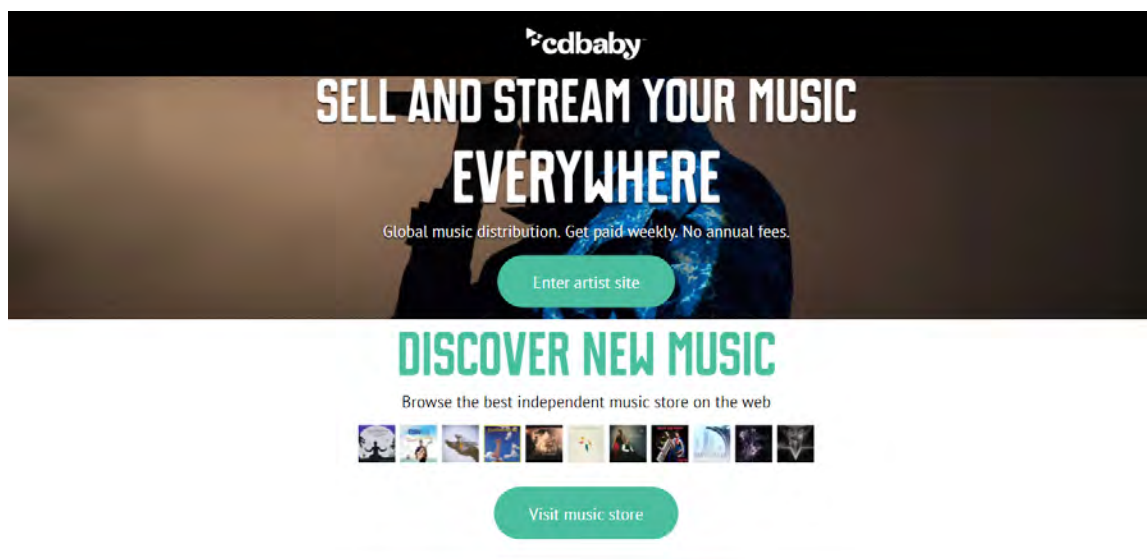 cdbaby
SELL AND STREAM YOUR MUSIC
EVERYWHERE
Global music distribution. Get paid weekly. No annual fees.
Enter artist site
DISCOVER NEW MUSIC
Browse the best independent music store on the web
Visit music store